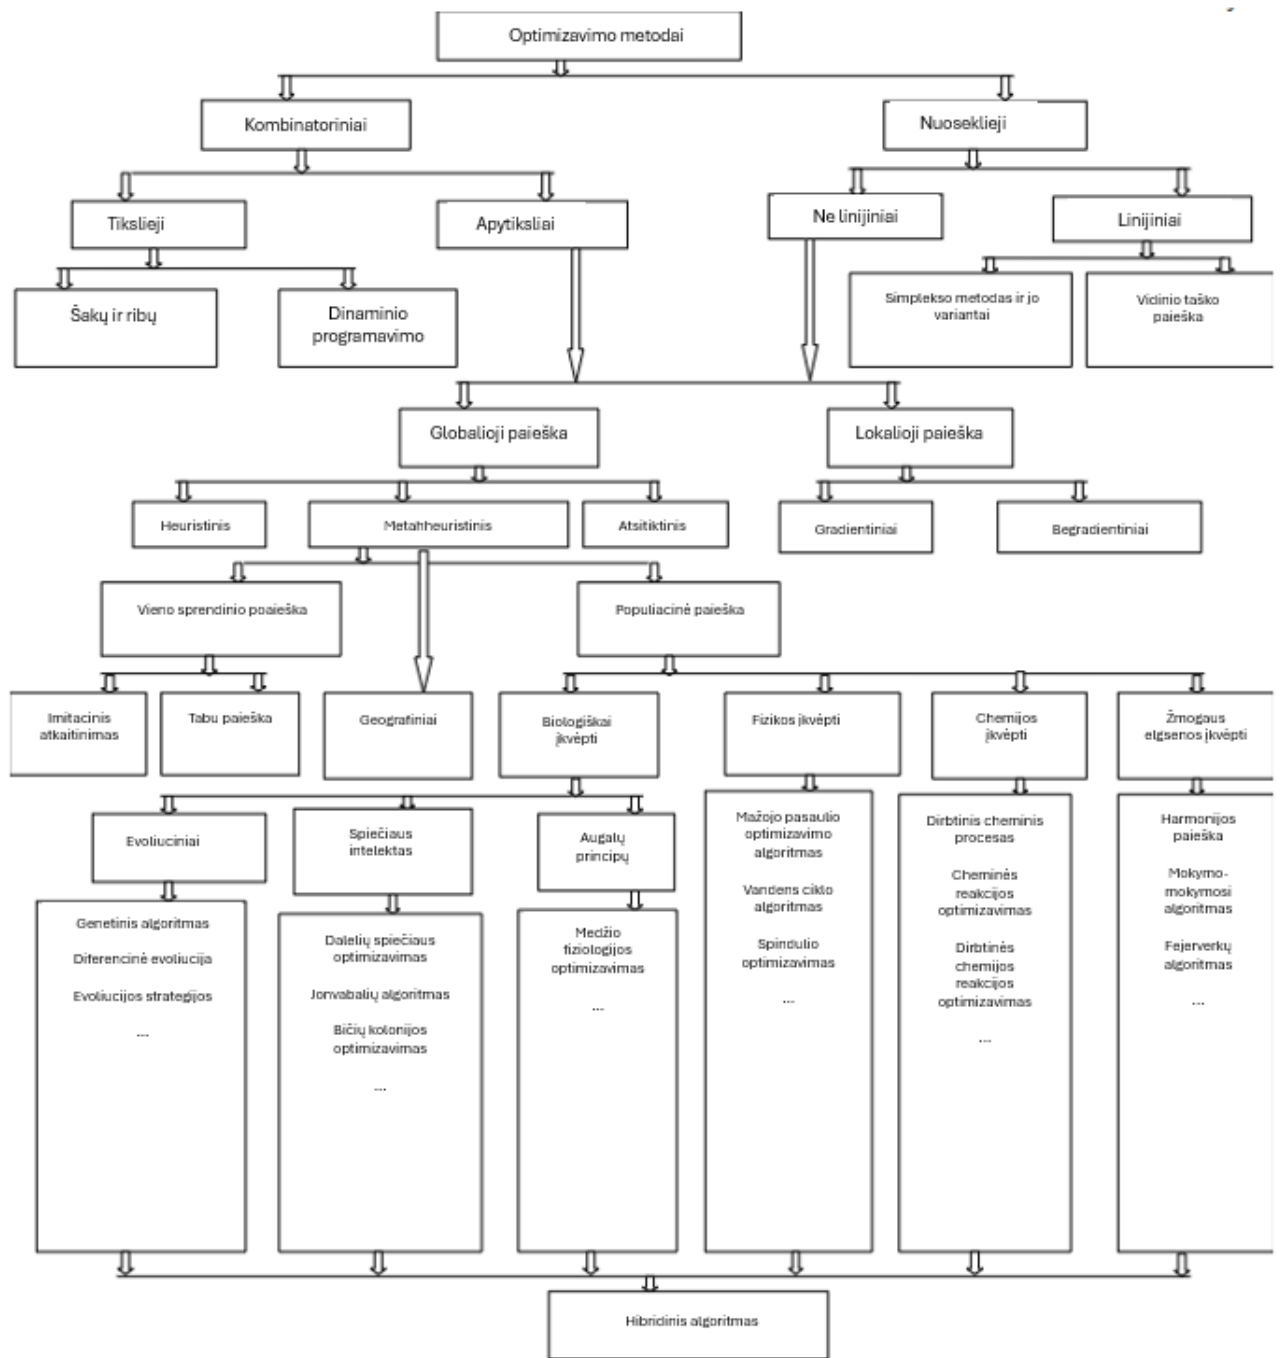 Optimizavimo metodai
Kombinatoriniai
Nuoseklieji
Tikslieji
Apytiksliai
Ne linijiniai
Linijiniai
Šakų ir ribų
Dinaminio
programavimo
Simplekso metodas ir jo
variantai
Vidinio taško
paieška
Globalioji paieška
Lokalioji paieška
Heuristinis
Metahheuristinis
Atsitiktinis
Gradientiniai
Begradientiniai
Vieno sprendinio poaieška
Populiacinė paieška
Imitacinis
atkaitinimas
Tabu paieška
Geografiniai
Biologiškai
įkvėpti
Fizikos įkvėpti
Chemijos
įkvėpti
Žmogaus
elgsenos įkvėpti
Evoliuciniai
Spiečiaus
intelektas
Augalų
principų
Genetinis algoritmas
Diferencinė evoliucija
Evoliucijos strategijos
...
Dalelių spiečiaus
optimizavimas
Jonvabalių algoritmas
Bičių kolonijos
optimizavimas
...
Medžio
fiziologijos
optimizavimas
...
Mažojo pasaulio
optimizavimo
algoritmas
Vandens ciklo
algoritmas
Spindulio
optimizavimas
...
Dirbtinis cheminis
procesas
Cheminės
reakcijos
optimizavimas
Dirbtinės
chemijos
reakcijos
optimizavimas
...
Harmonijos
paieška
Mokymo-
mokymosi
algoritmas
Fejerverkų
algoritmas
...
Hibridinis algoritmas